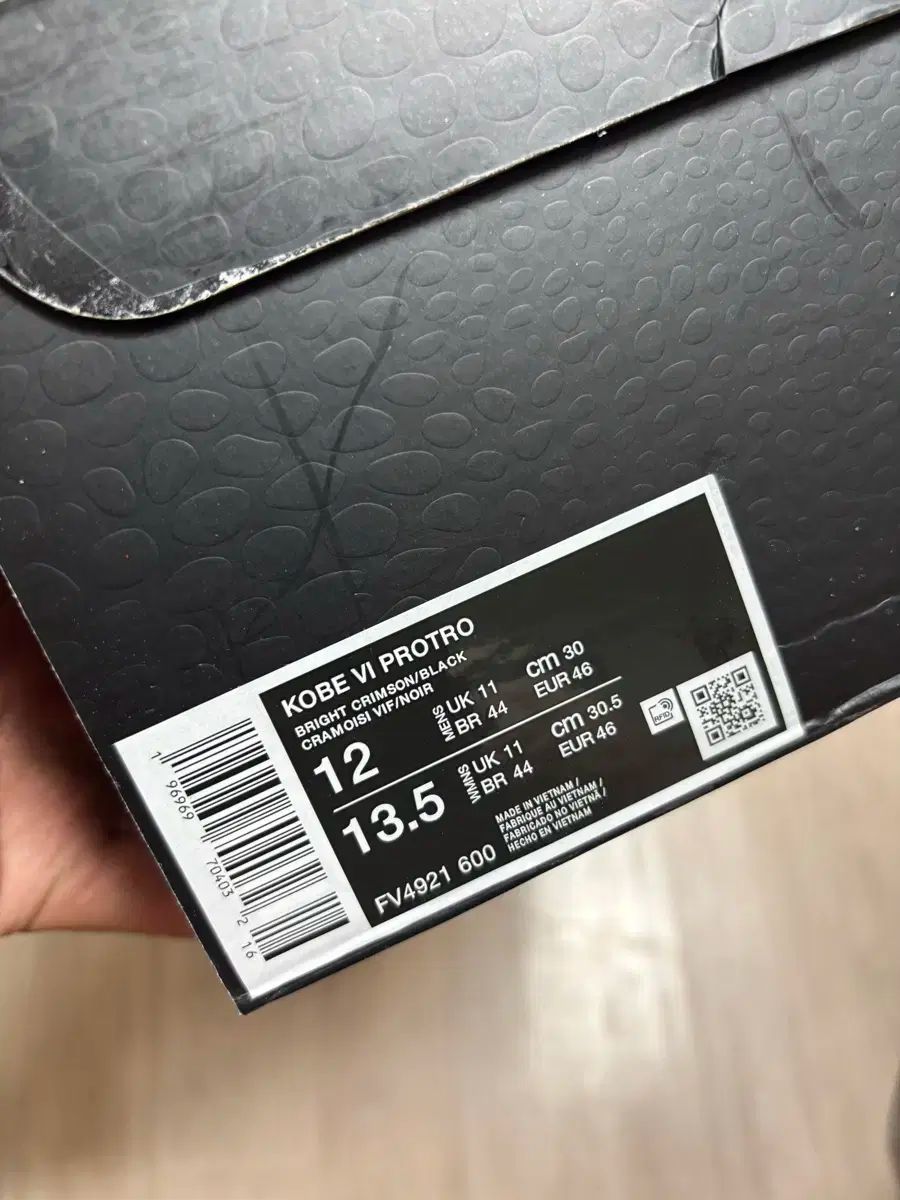 KOBE VI PROTRO
BRIGHT CRIMSON/BLACK
CRAMOISI VIF/NOIR
12
MENS
UK 11
BR 44
cm 30
EUR 46
13.5
WMNS
UK 11
BR 44
cm 30.5
EUR 46
RFID
FV4921 600
MADE IN VIETNAM /
FABRIQUE AU VIETNAM /
FABRICADO NO VIETNÃ /
HECHO EN VIETNAM
1 96969 70403 2 16